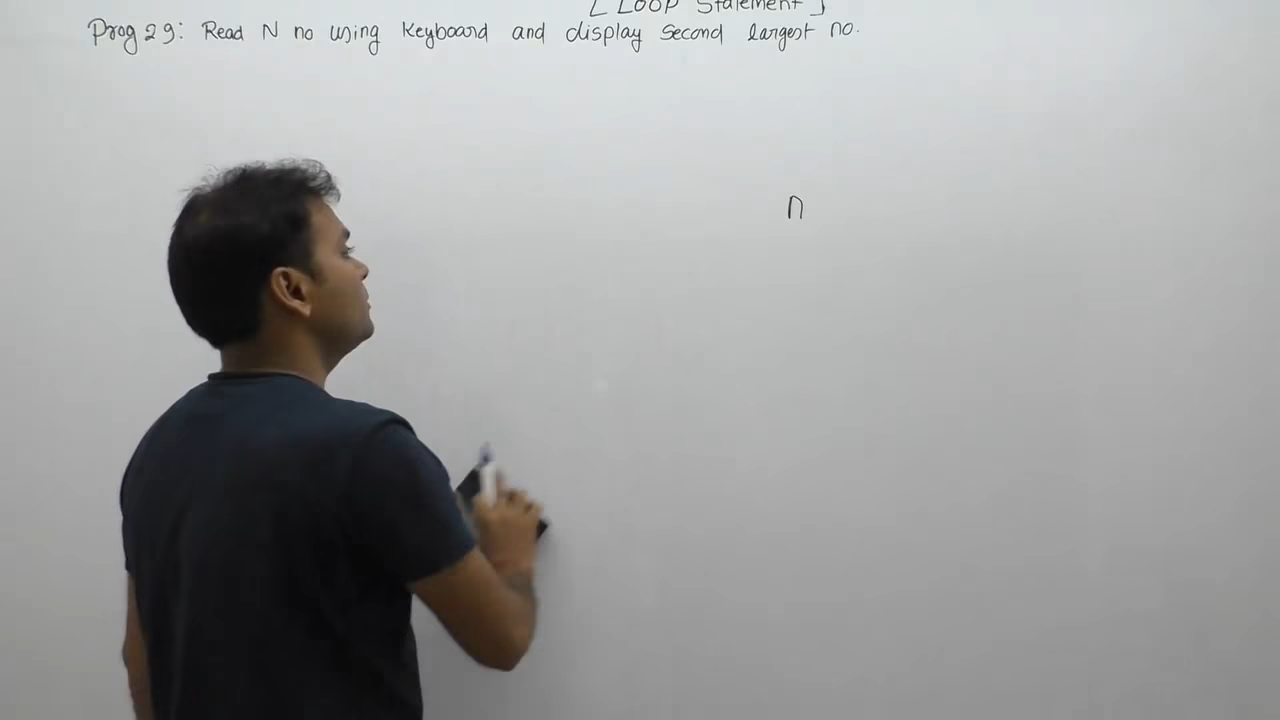 [ Loop Statement ]
Prog 29: Read N no using Keyboard and display Second largest no.
n